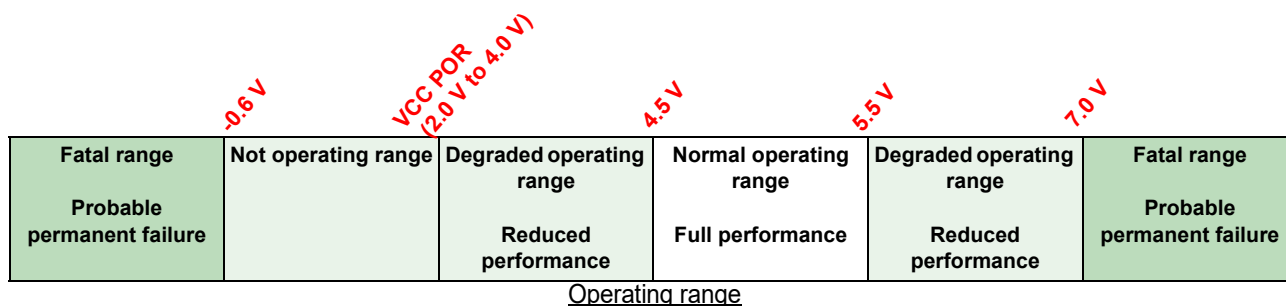 -0.6 V
VCC POR
(2.0 V to 4.0 V)
4.5 V
5.5 V
7.0 V
Fatal range
Probable
permanent failure
Not operating range
Degraded operating
range
Reduced
performance
Normal operating
range
Full performance
Degraded operating
range
Reduced
performance
Fatal range
Probable
permanent failure
Operating range